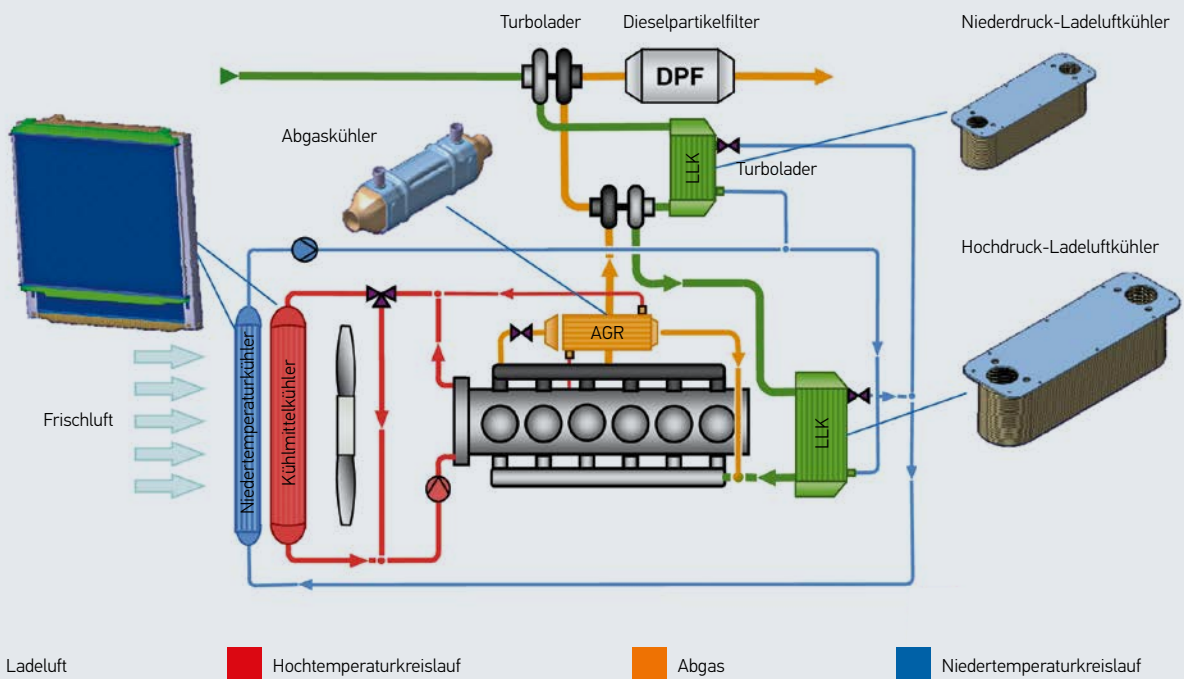 Turbolader
Dieselpartikelfilter
Niederdruck-Ladeluftkühler
DPF
Abgaskühler
LLK
Turbolader
Hochdruck-Ladeluftkühler
AGR
Niedertemperaturkühler
Kühlmittelkühler
Frischluft
LLK
Ladeluft
Hochtemperaturkreislauf
Abgas
Niedertemperaturkreislauf